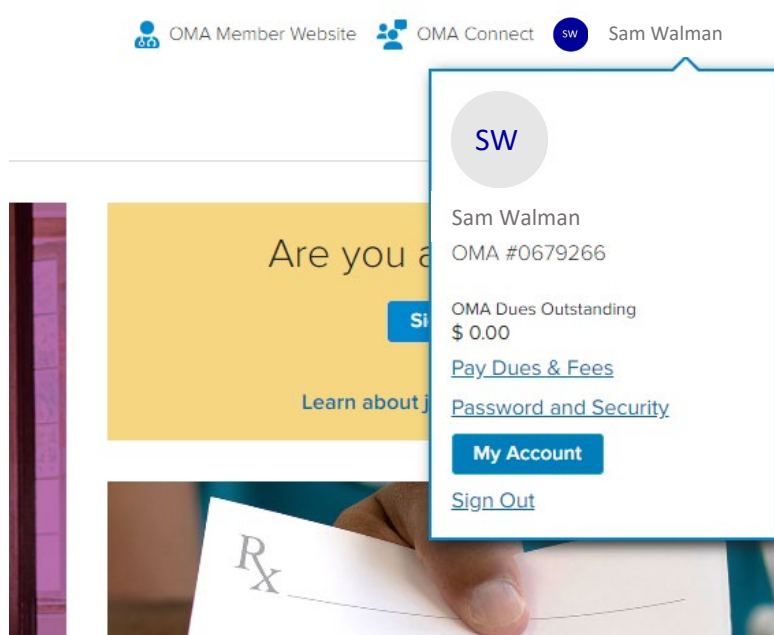 OMA Member Website OMA Connect SW Sam Walman
SW
Sam Walman
OMA #0679266
OMA Dues Outstanding
$ 0.00
Pay Dues & Fees
Password and Security
My Account
Sign Out
Are you
Learn about
Rx